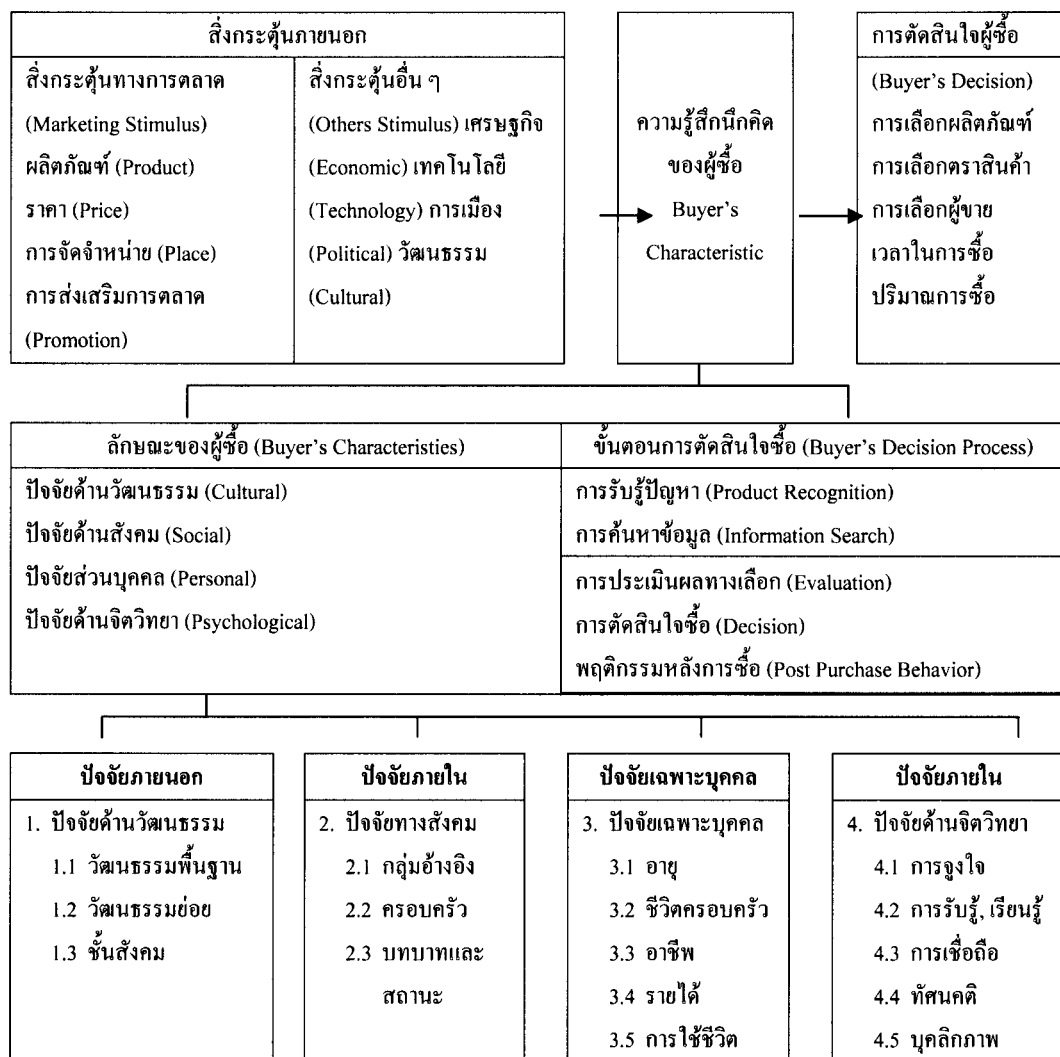 สิ่งกระตุ้นภายนอก
สิ่งกระตุ้นทางการตลาด
(Marketing Stimulus)
ผลิตภัณฑ์ (Product)
ราคา (Price)
การจัดจำหน่าย (Place)
การส่งเสริมการตลาด
(Promotion)
สิ่งกระตุ้นอื่น ๆ
(Others Stimulus) เศรษฐกิจ
(Economic) เทคโนโลยี
(Technology) การเมือง
(Political) วัฒนธรรม
(Cultural)
ความรู้สึกนึกคิด
ของผู้ซื้อ
Buyer's
Characteristic
การตัดสินใจผู้ซื้อ
(Buyer's Decision)
การเลือกผลิตภัณฑ์
การเลือกตราสินค้า
การเลือกผู้ขาย
เวลาในการซื้อ
ปริมาณการซื้อ
ลักษณะของผู้ซื้อ (Buyer's Characteristies)
ปัจจัยด้านวัฒนธรรม (Cultural)
ปัจจัยด้านสังคม (Social)
ปัจจัยส่วนบุคคล (Personal)
ปัจจัยด้านจิตวิทยา (Psychological)
ขั้นตอนการตัดสินใจซื้อ (Buyer's Decision Process)
การรับรู้ปัญหา (Product Recognition)
การค้นหาข้อมูล (Information Search)
การประเมินผลทางเลือก (Evaluation)
การตัดสินใจซื้อ (Decision)
พฤติกรรมหลังการซื้อ (Post Purchase Behavior)
ปัจจัยภายนอก
1. ปัจจัยด้านวัฒนธรรม
1.1 วัฒนธรรมพื้นฐาน
1.2 วัฒนธรรมย่อย
1.3 ชั้นสังคม
ปัจจัยภายใน
2. ปัจจัยทางสังคม
2.1 กลุ่มอ้างอิง
2.2 ครอบครัว
2.3 บทบาทและ
สถานะ
ปัจจัยเฉพาะบุคคล
3. ปัจจัยเฉพาะบุคคล
3.1 อายุ
3.2 ชีวิตครอบครัว
3.3 อาชีพ
3.4 รายได้
3.5 การใช้ชีวิต
ปัจจัยภายใน
4. ปัจจัยด้านจิตวิทยา
4.1 การจูงใจ
4.2 การรับรู้, เรียนรู้
4.3 การเชื่อถือ
4.4 ทัศนคติ
4.5 บุคลิกภาพ